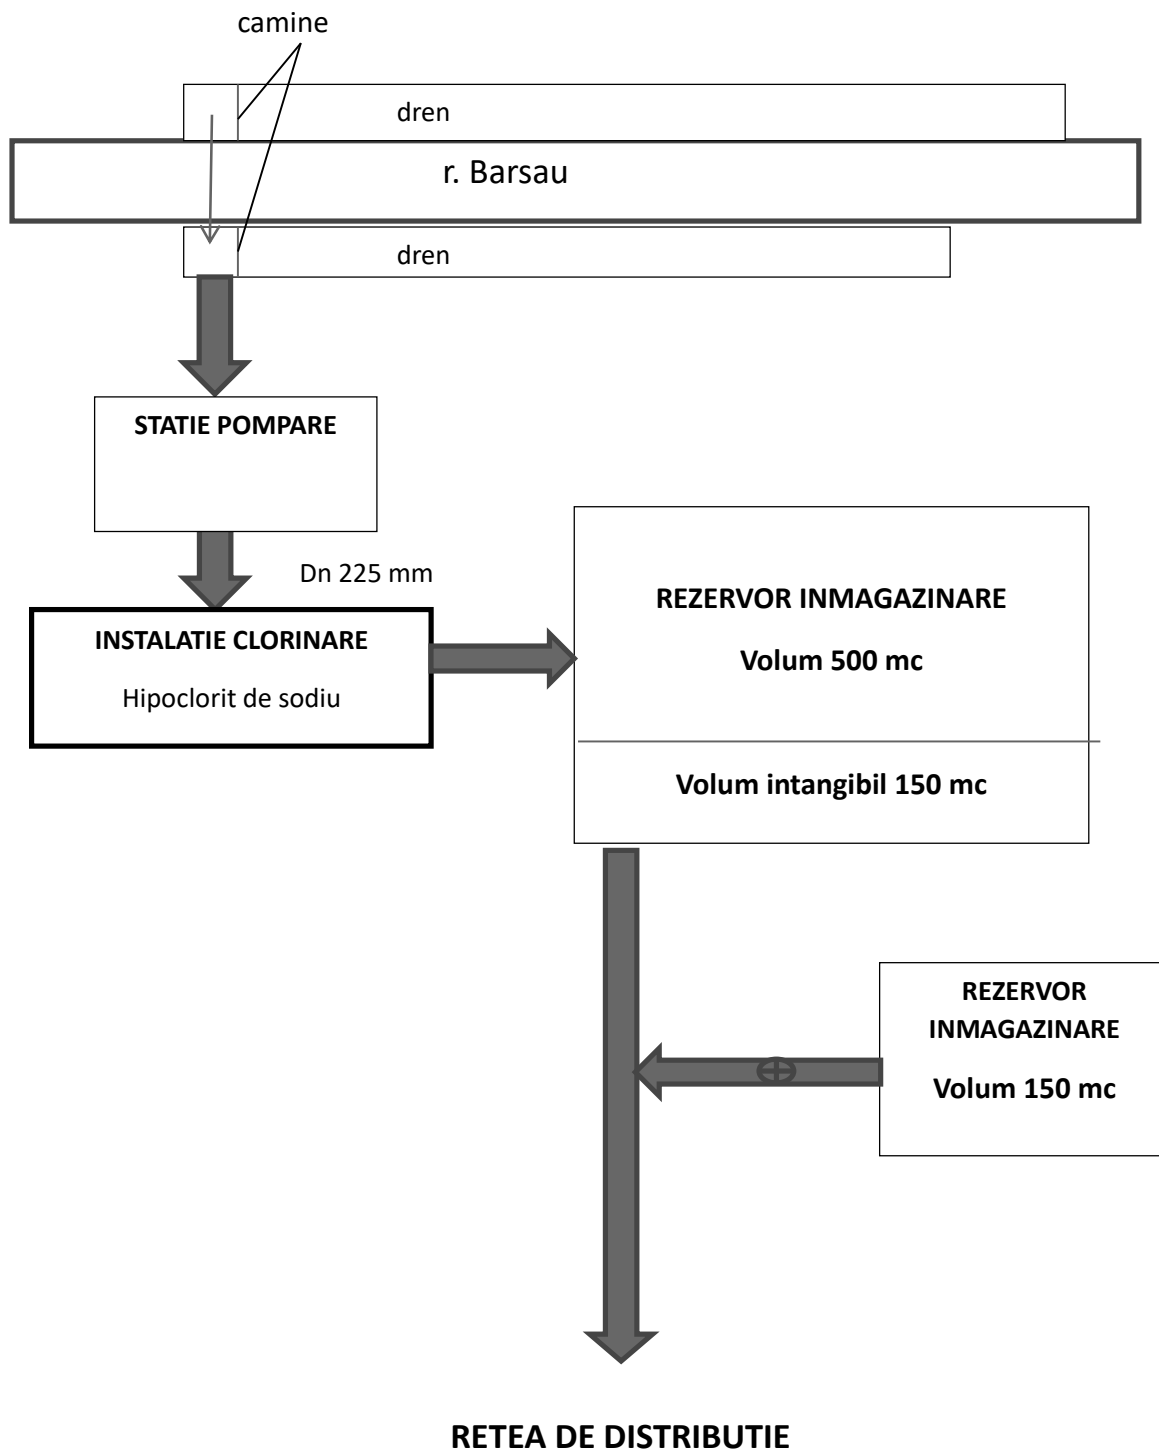 camine
dren
r. Barsau
dren
STATIE POMPARE
Dn 225 mm
INSTALATIE CLORINARE
Hipoclorit de sodiu
REZERVOR INMAGAZINARE
Volum 500 mc
Volum intangibil 150 mc
REZERVOR
INMAGAZINARE
Volum 150 mc
RETEA DE DISTRIBUTIE